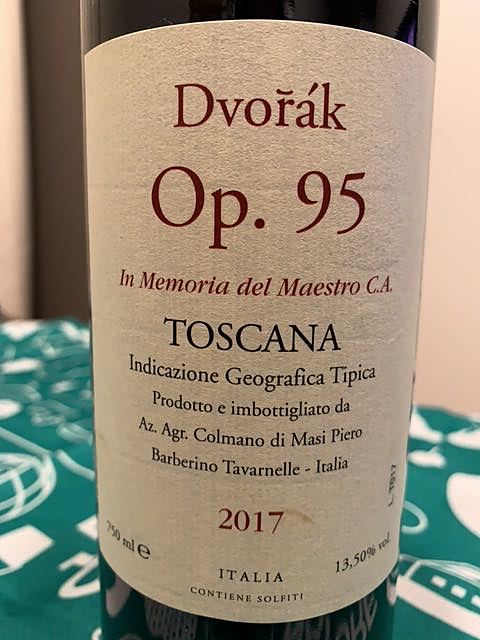 Dvořák
Op. 95
In Memoria del Maestro C.A.
TOSCANA
Indicazione Geografica Tipica
Prodotto e imbottigliato da
Az. Agr. Colmano di Masi Piero
Barberino Tavarnelle - Italia
L. T017
2017
750 ml e
13,50% vol.
ITALIA
CONTIENE SOLFITI